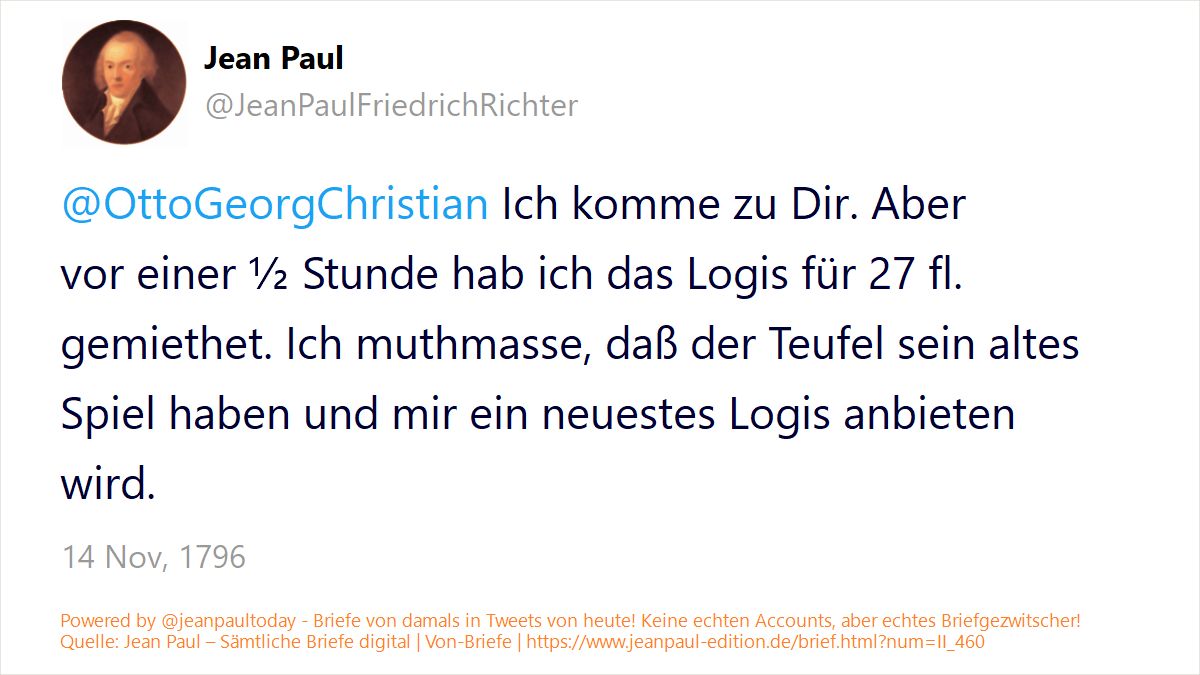 Jean Paul
@JeanPaulFriedrichRichter
@OttoGeorgChristian Ich komme zu Dir. Aber
vor einer ½ Stunde hab ich das Logis für 27 fl.
gemiethet. Ich muthmasse, daß der Teufel sein altes
Spiel haben und mir ein neuestes Logis anbieten
wird.
14 Nov, 1796
Powered by @jeanpaultoday - Briefe von damals in Tweets von heute! Keine echten Accounts, aber echtes Briefgezwitscher!
Quelle: Jean Paul – Sämtliche Briefe digital | Von-Briefe | https://www.jeanpaul-edition.de/brief.html?num=II_460